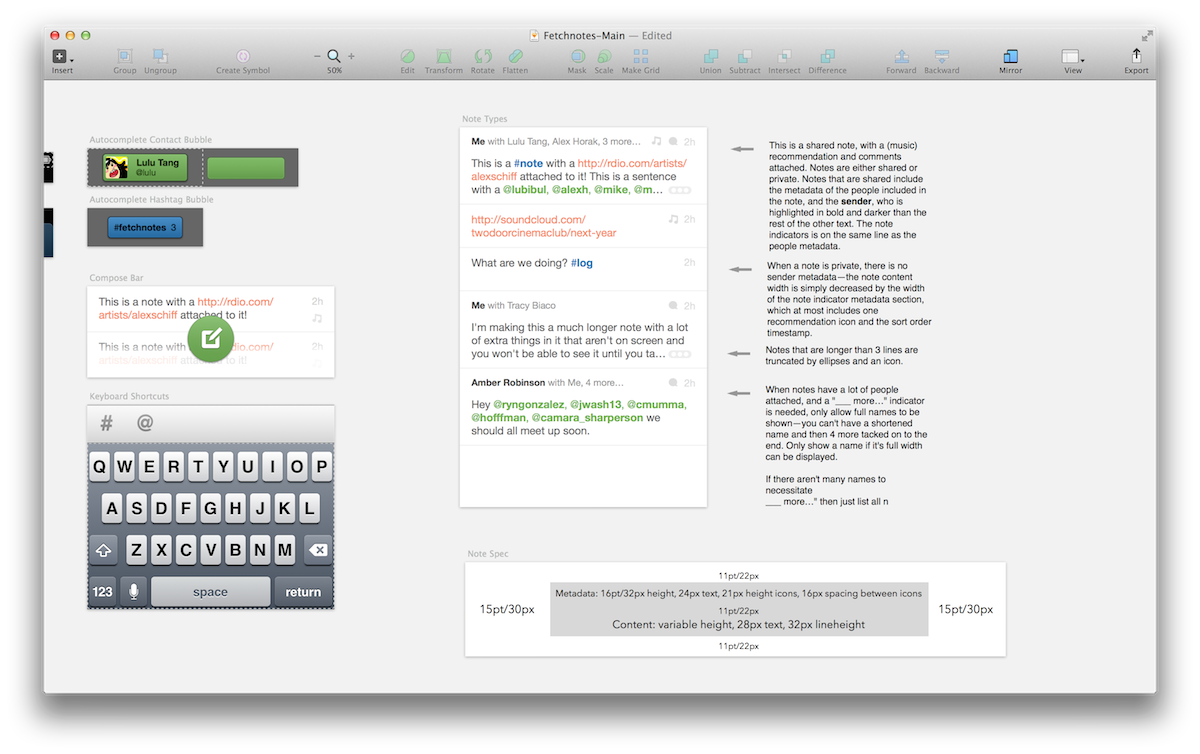 Fetchnotes-Main — Edited
Insert
Group
Ungroup
Create Symbol
50%
Edit
Transform
Rotate
Flatten
Mask
Scale
Make Grid
Union
Subtract
Intersect
Difference
Forward
Backward
Mirror
View
Export
Autocomplete Contact Bubble
Lulu Tang
@lulu
Autocomplete Hashtag Bubble
#fetchnotes 3
Compose Bar
This is a note with a http://rdio.com/ 2h
artists/alexschiff attached to it!
This is a note with a http://rdio.com/ 2h
artists/alexschiff attached to it!
Keyboard Shortcuts
# @
Q W E R T Y U I O P
A S D F G H J K L
Z X C V B N M
123 space return
Note Types
Me with Lulu Tang, Alex Horak, 3 more... 2h
This is a #note with a http://rdio.com/artists/
alexschiff attached to it! This is a sentence
with a @lubibul, @alexh, @mike, @m...
http://soundcloud.com/ 2h
twodoorcinemaclub/next-year
What are we doing? #log 2h
Me with Tracy Biaco 2h
I'm making this a much longer note with a lot
of extra things in it that aren't on screen and
you won't be able to see it until you ta...
Amber Robinson with Me, 4 more... 2h
Hey @ryngonzalez, @jwash13, @cmumma,
@hofffman, @camara_sharperson we
should all meet up soon.
This is a shared note, with a (music)
recommendation and comments
attached. Notes are either shared or
private. Notes that are shared include
the metadata of the people included in
the note, and the sender, who is
highlighted in bold and darker than the
rest of the other text. The note
indicators is on the same line as the
people metadata.
When a note is private, there is no
sender metadata—the note content
width is simply decreased by the width
of the note indicator metadata section,
which at most includes one
recommendation icon and the sort order
timestamp.
Notes that are longer than 3 lines are
truncated by ellipses and an icon.
When notes have a lot of people
attached, and a "___ more..." indicator
is needed, only allow full names to be
shown—you can't have a shortened
name and then 4 more tacked on to the
end. Only show a name if it's full width
can be displayed.
If there aren't many names to
necessitate
___ more..." then just list all n
Note Spec
11pt/22px
15pt/30px
Metadata: 16pt/32px height, 24px text, 21px height icons, 16px spacing between icons
11pt/22px
Content: variable height, 28px text, 32px lineheight
15pt/30px
11pt/22px